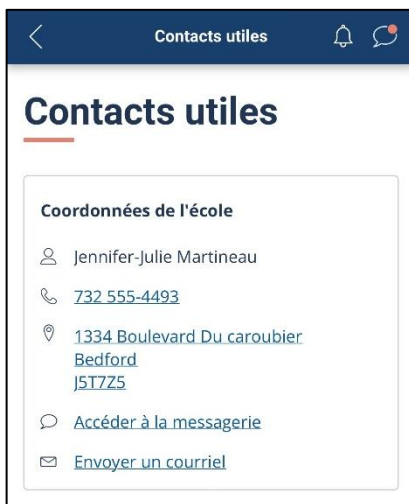 Contacts utiles
Contacts utiles
Coordonnées de l'école
Jennifer-Julie Martineau
732 555-4493
1334 Boulevard Du caroubier
Bedford
J5T7Z5
Accéder à la messagerie
Envoyer un courriel